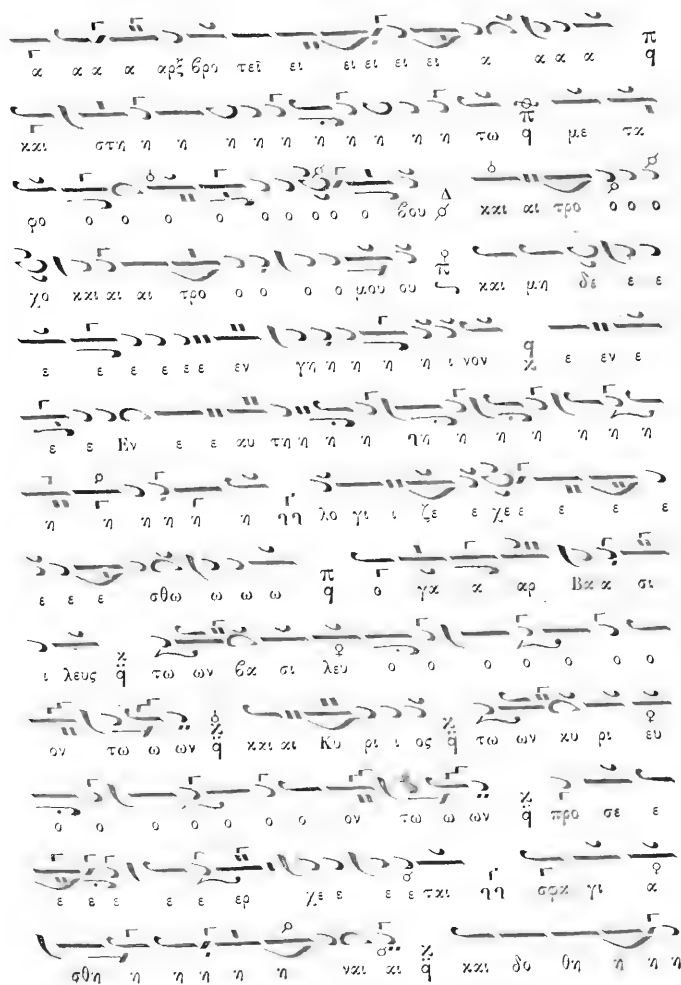 α α α α αρξ βρο τεῖ ει ει ει ει ει α α α α
και στη η η η η η η η η η η τω με τα
φο ο ο ο ο ο ο ο ο ο βου και αι τρο ο ο ο
χο και αι αι τρο ο ο ο ο μου ου και μη δε ε ε
ε ε ε ε ε ε εν γη η η η η ι νον ε εν ε
ε ε Εν ε ε αυ τη η η η ηη η η η η η
η η η η η η λο γι ι ζε ε χε ε ε ε ε ε
ε ε ε σθω ω ω ω ο γα α αρ Βα α σι
ι λευς τω ων βα σι λευ ο ο ο ο ο ο ο
ον τω ω ων και αι Κυ ρι ι ος τω ων κυ ρι ευ
ο ο ο ο ο ο ο ον τω ω ων προ σε ε
ε ε ε ε ε ερ χε ε ε ε ται σφα γι α
σθη η η η η η ναι αι και δο θη η η η η